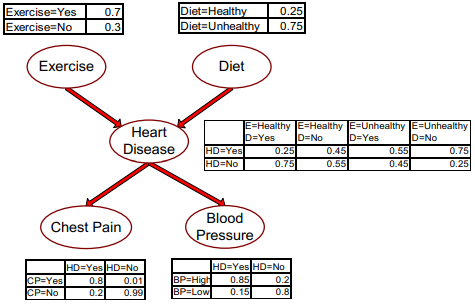 Exercise=Yes 0.7
Exercise=No 0.3
Diet=Healthy 0.25
Diet=Unhealthy 0.75
Exercise
Diet
Heart
Disease
E=Healthy E=Healthy E=Unhealthy E=Unhealthy
D=Yes D=No D=Yes D=No
HD=Yes 0.25 0.45 0.55 0.75
HD=No 0.75 0.55 0.45 0.25
Chest Pain
Blood
Pressure
HD=Yes HD=No
CP=Yes 0.8 0.01
CP=No 0.2 0.99
HD=Yes HD=No
BP=High 0.85 0.2
BP=Low 0.15 0.8